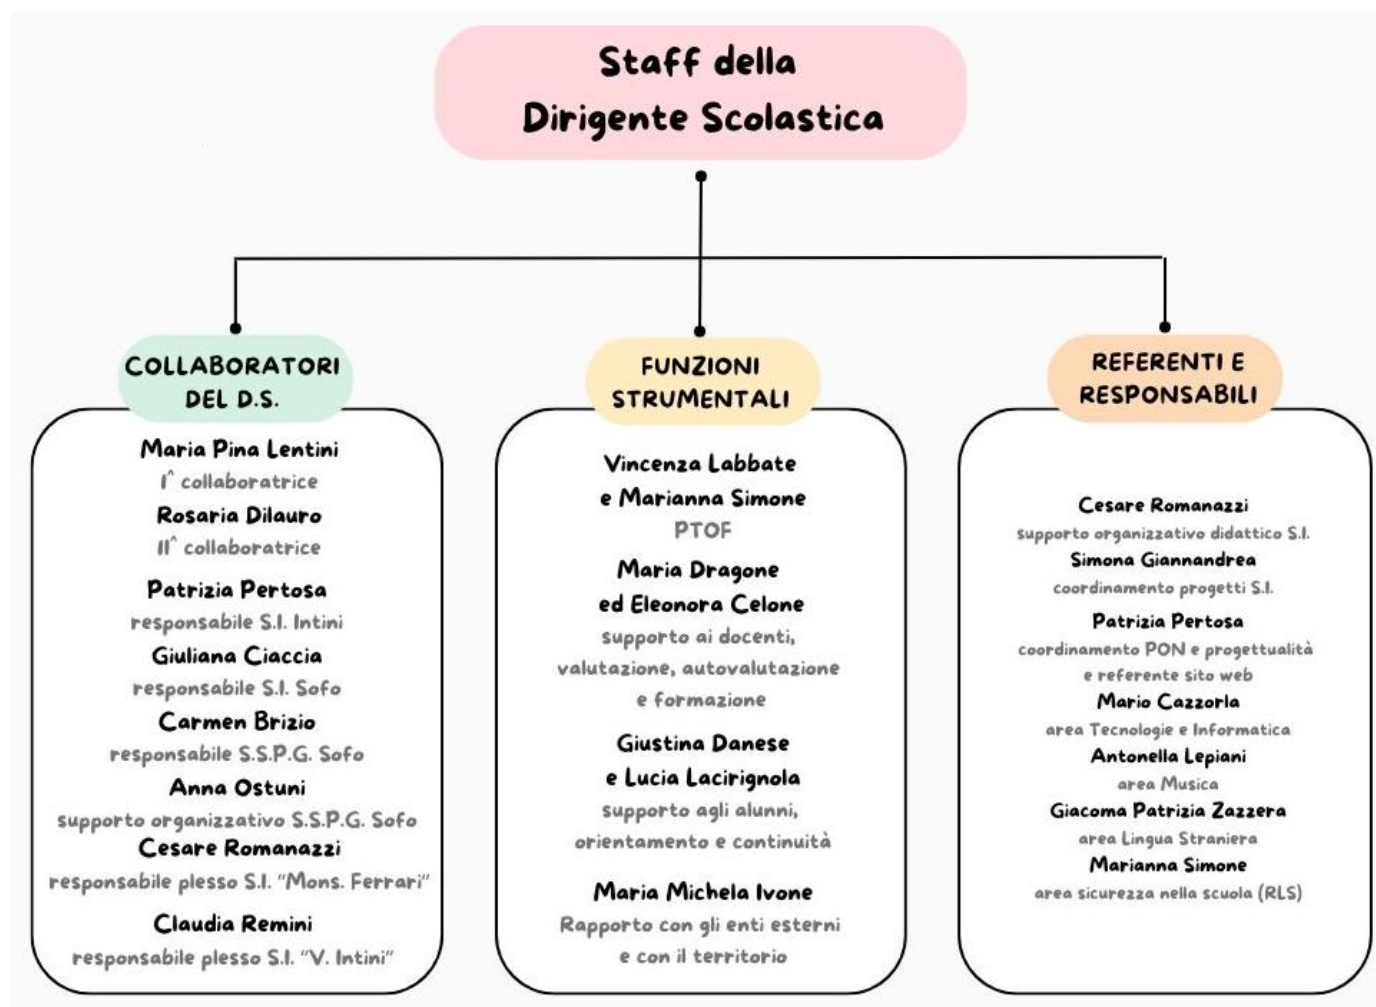 Staff della
Dirigente Scolastica
COLLABORATORI
DEL D.S.
Maria Pina Lentini
I^ collaboratrice
Rosaria Dilauro
II^ collaboratrice
Patrizia Pertosa
responsabile S.I. Intini
Giuliana Ciaccia
responsabile S.I. Sofo
Carmen Brizio
responsabile S.S.P.G. Sofo
Anna Ostuni
supporto organizzativo S.S.P.G. Sofo
Cesare Romanazzi
responsabile plesso S.I. "Mons. Ferrari"
Claudia Remini
responsabile plesso S.I. "V. Intini"
FUNZIONI
STRUMENTALI
Vincenza Labbate
e Marianna Simone
PTOF
Maria Dragone
ed Eleonora Celone
supporto ai docenti,
valutazione, autovalutazione
e formazione
Giustina Danese
e Lucia Lacirignola
supporto agli alunni,
orientamento e continuità
Maria Michela Ivone
Rapporto con gli enti esterni
e con il territorio
REFERENTI E
RESPONSABILI
Cesare Romanazzi
supporto organizzativo didattico S.I.
Simona Giannandrea
coordinamento progetti S.I.
Patrizia Pertosa
coordinamento PON e progettualità
e referente sito web
Mario Cazzorla
area Tecnologie e Informatica
Antonella Lepiani
area Musica
Giacoma Patrizia Zazzera
area Lingua Straniera
Marianna Simone
area sicurezza nella scuola (RLS)